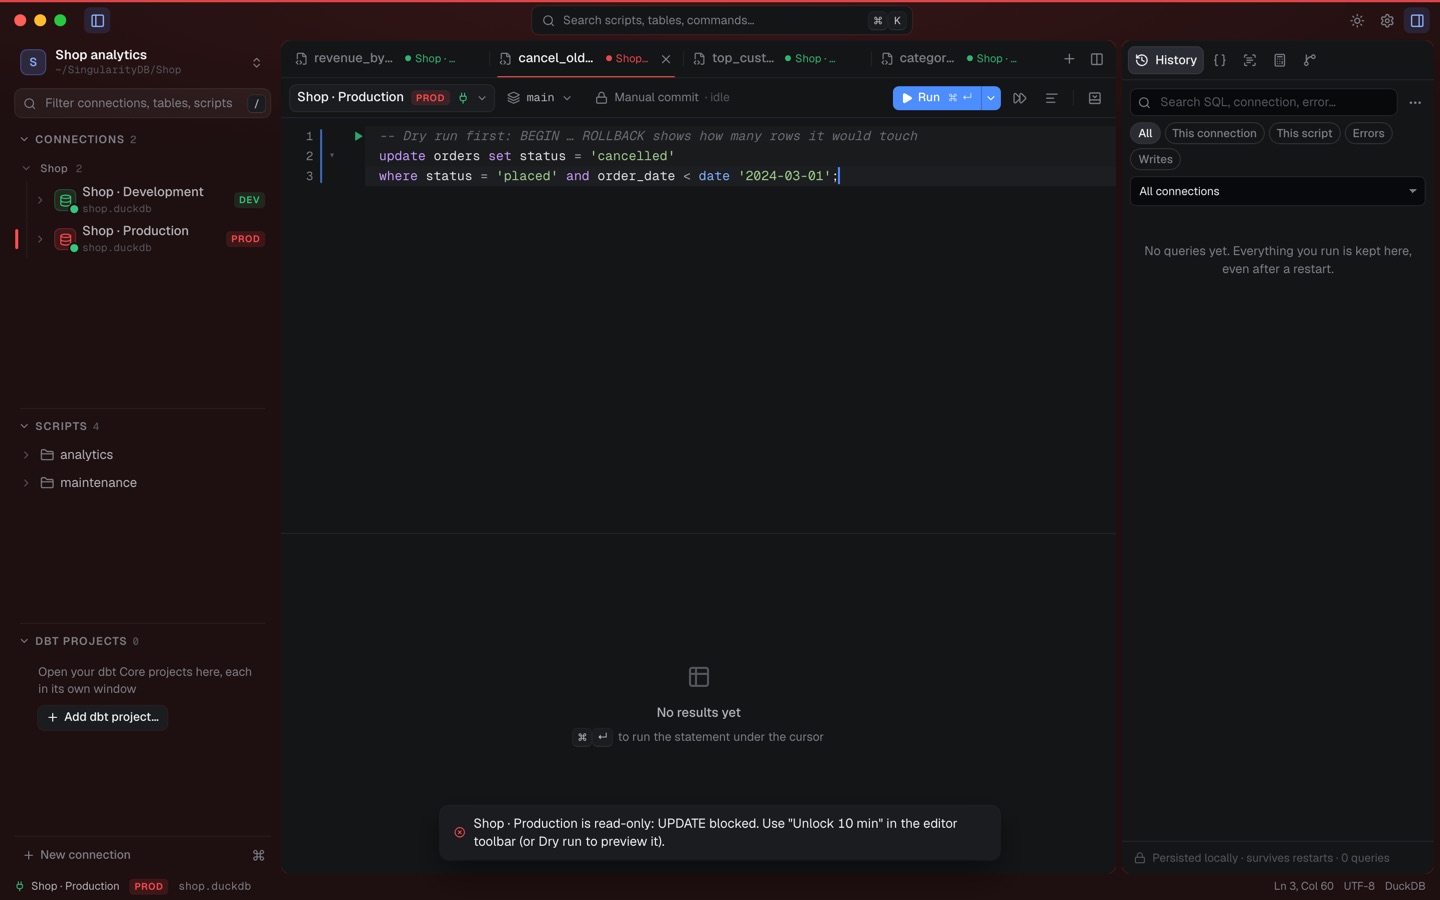 Search scripts, tables, commands...
⌘ K
S
Shop analytics
~/SingularityDB/Shop
Filter connections, tables, scripts /
CONNECTIONS 2
Shop 2
Shop · Development
shop.duckdb
DEV
Shop · Production
shop.duckdb
PROD
SCRIPTS 4
analytics
maintenance
DBT PROJECTS 0
Open your dbt Core projects here, each
in its own window
+ Add dbt project...
+ New connection ⌘
revenue_by... Shop · ...
cancel_old... Shop...
top_cust... Shop · ...
categor... Shop · ...
Shop · Production PROD
main
Manual commit · idle
Run ⌘ ↵
1 -- Dry run first: BEGIN … ROLLBACK shows how many rows it would touch
2 update orders set status = 'cancelled'
3 where status = 'placed' and order_date < date '2024-03-01';
No results yet
⌘ ↵ to run the statement under the cursor
Shop · Production is read-only: UPDATE blocked. Use "Unlock 10 min" in the editor
toolbar (or Dry run to preview it).
History
{}
Search SQL, connection, error...
All This connection This script Errors
Writes
All connections
No queries yet. Everything you run is kept here,
even after a restart.
Persisted locally · survives restarts · 0 queries
Shop · Production PROD shop.duckdb
Ln 3, Col 60 UTF-8 DuckDB